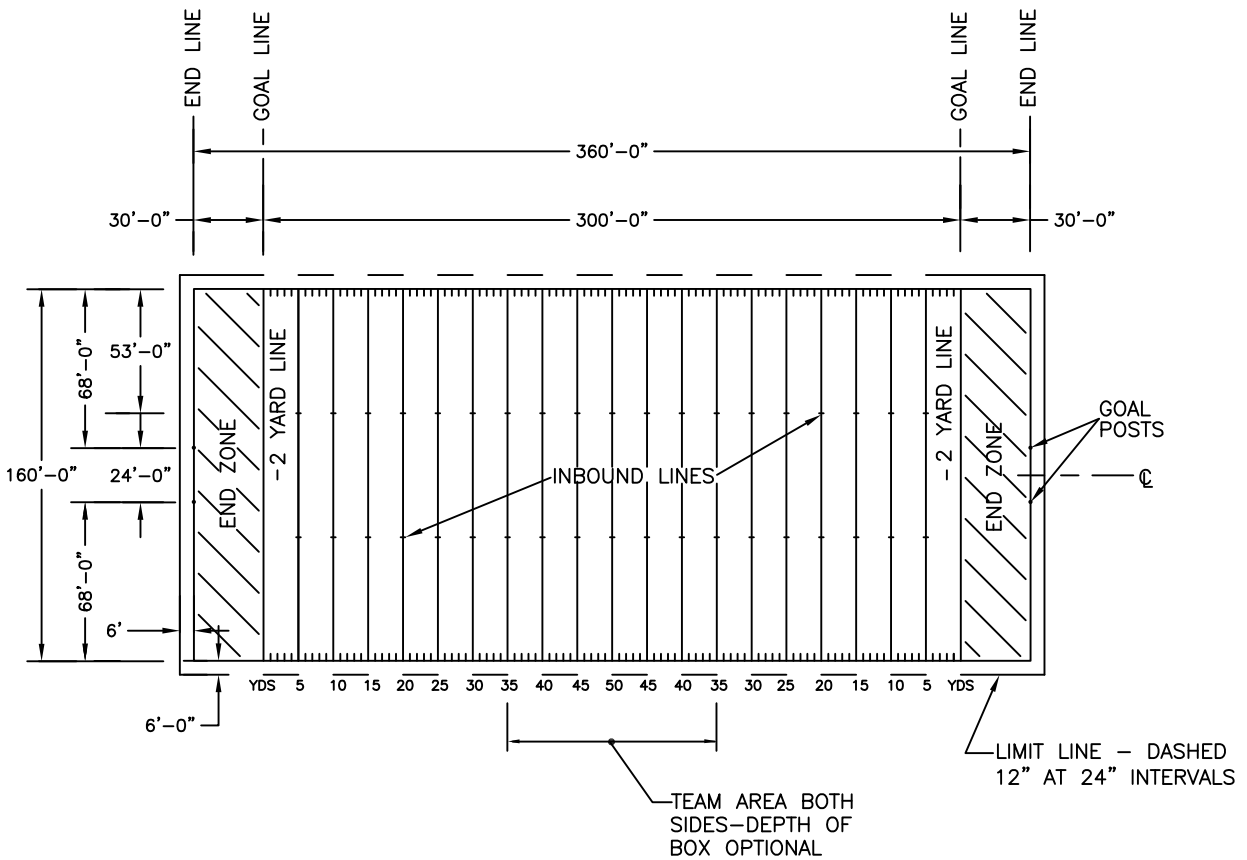 END LINE
GOAL LINE
GOAL LINE
END LINE
360'-0"
30'-0"
300'-0"
30'-0"
53'-0"
68'-0"
2 YARD LINE
2 YARD LINE
GOAL
POSTS
160'-0"
24'-0"
END ZONE
INBOUND LINES
END ZONE
℄
68'-0"
6'
YDS 5 10 15 20 25 30 35 40 45 50 45 40 35 30 25 20 15 10 5 YDS
6'-0"
LIMIT LINE – DASHED
12" AT 24" INTERVALS
TEAM AREA BOTH
SIDES–DEPTH OF
BOX OPTIONAL